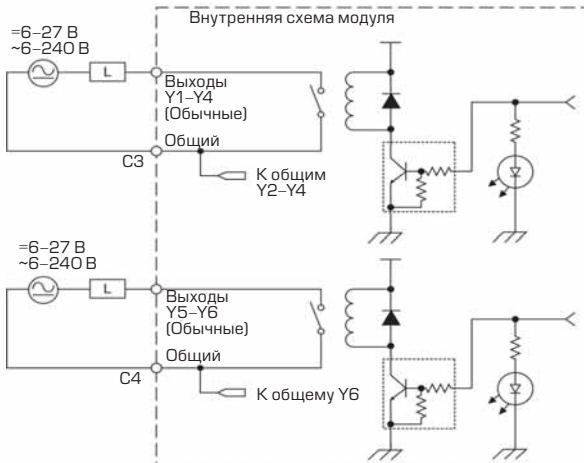 Внутренняя схема модуля
=6–27 В
~6–240 В
L
Выходы
Y1–Y4
(Обычные)
Общий
C3
К общим
Y2–Y4
=6–27 В
~6–240 В
L
Выходы
Y5–Y6
(Обычные)
Общий
C4
К общему Y6